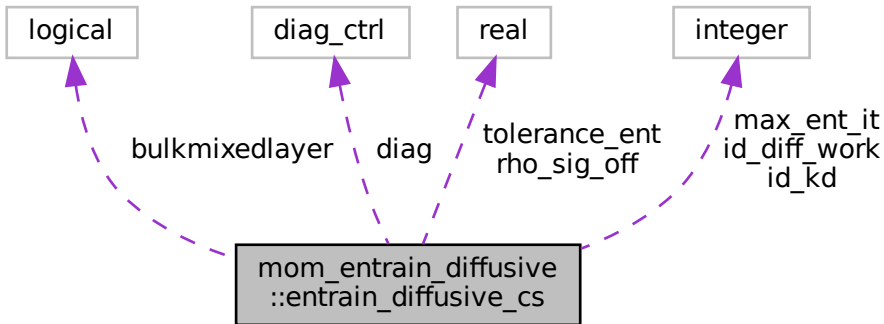 logical
diag_ctrl
real
integer
bulkmixedlayer
diag
tolerance_ent
rho_sig_off
max_ent_it
id_diff_work
id_kd
mom_entrain_diffusive
::entrain_diffusive_cs